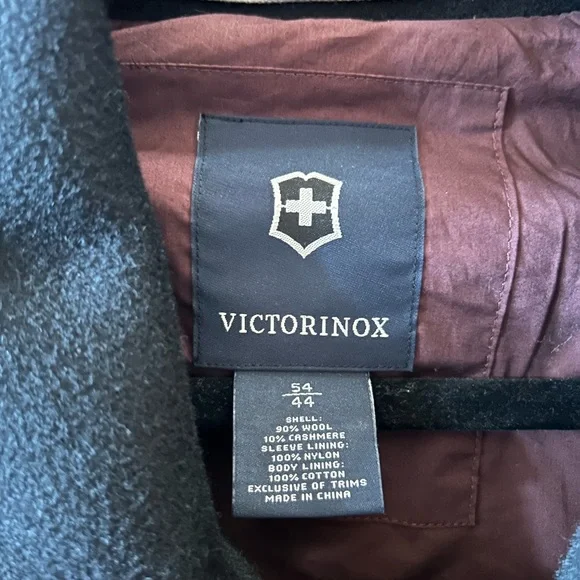 VICTORINOX
54
44
SHELL:
90% WOOL
10% CASHMERE
SLEEVE LINING:
100% NYLON
BODY LINING:
100% COTTON
EXCLUSIVE OF TRIMS
MADE IN CHINA